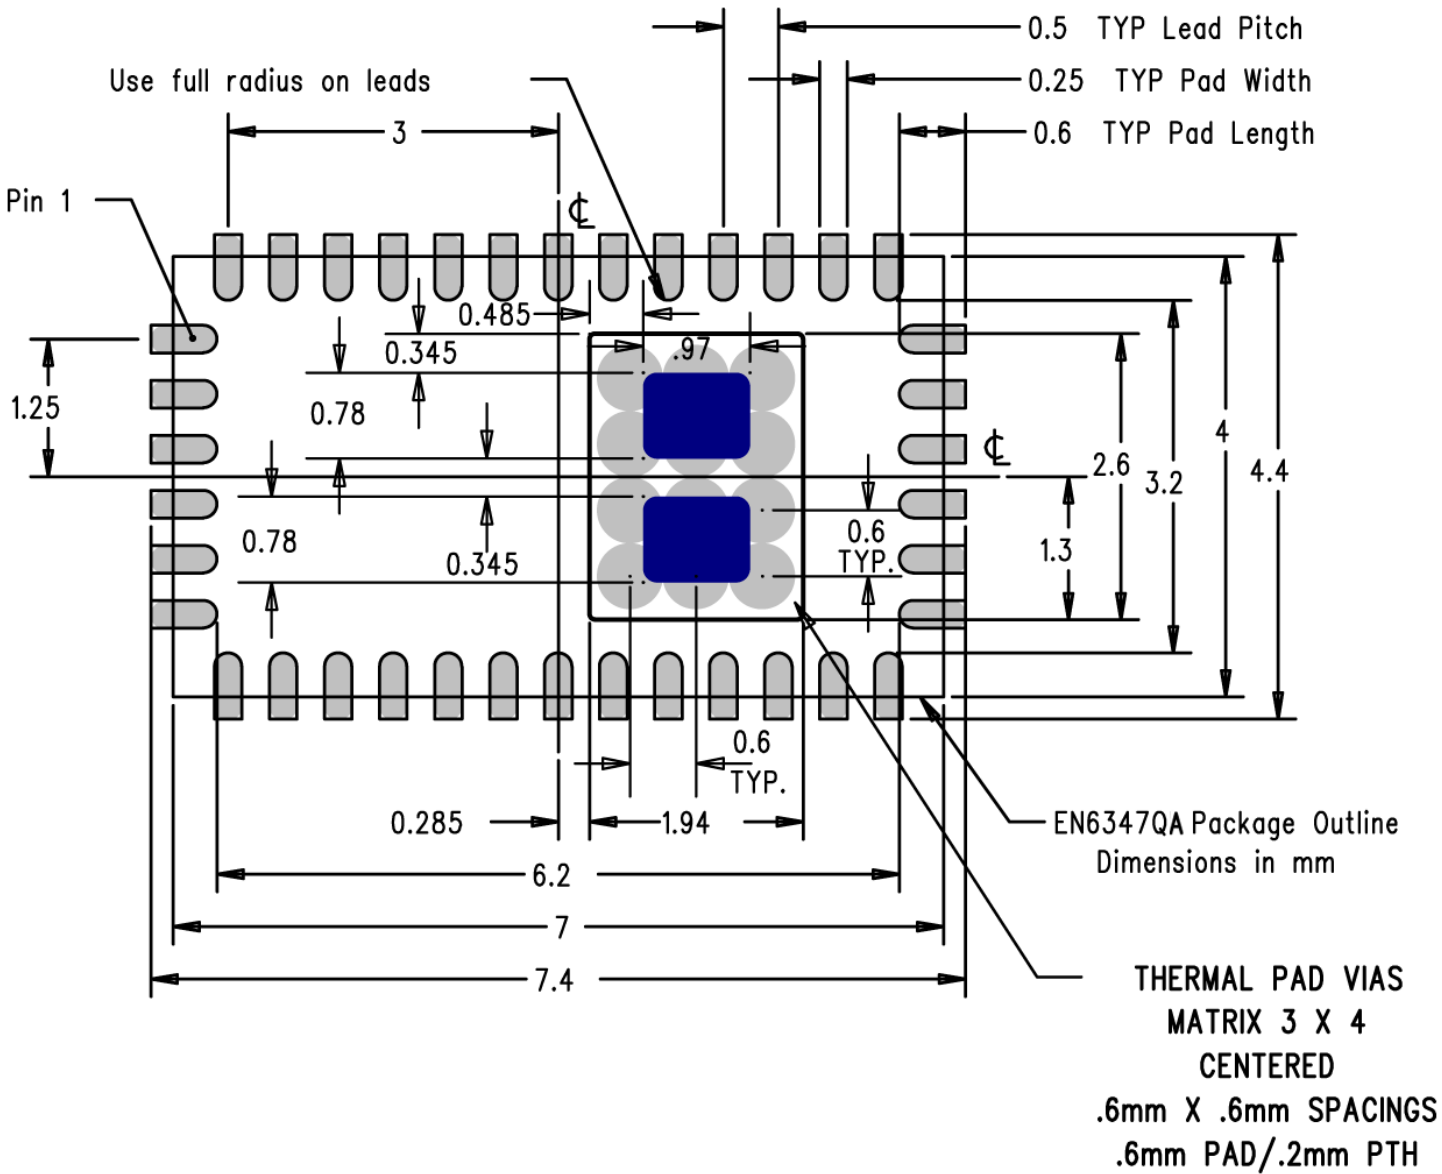 0.5 TYP Lead Pitch
Use full radius on leads
0.25 TYP Pad Width
3
0.6 TYP Pad Length
Pin 1
℄
0.485
0.345
.97
1.25
0.78
4
℄
2.6
3.2
4.4
0.78
0.345
0.6
TYP.
1.3
0.6
TYP.
0.285
1.94
EN6347QA Package Outline
Dimensions in mm
6.2
7
7.4
THERMAL PAD VIAS
MATRIX 3 X 4
CENTERED
.6mm X .6mm SPACINGS
.6mm PAD/.2mm PTH